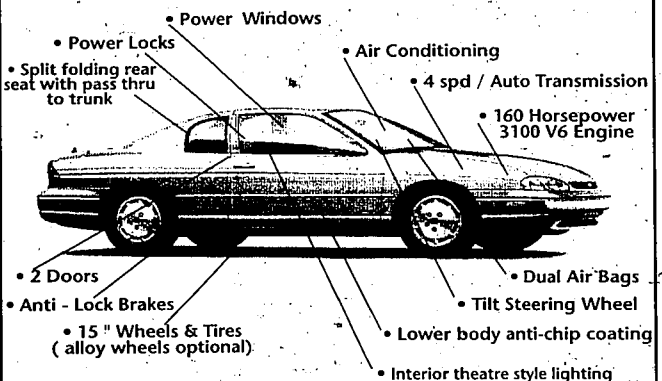 • Power Windows
• Power Locks
• Air Conditioning
• Split folding rear
seat with pass thru
to trunk
• 4 spd / Auto Transmission
• 160 Horsepower
3100 V6 Engine
• 2 Doors
• Dual Air Bags
• Anti - Lock Brakes
• Tilt Steering Wheel
• 15 " Wheels & Tires
( alloy wheels optional)
• Lower body anti-chip coating
• Interior theatre style lighting